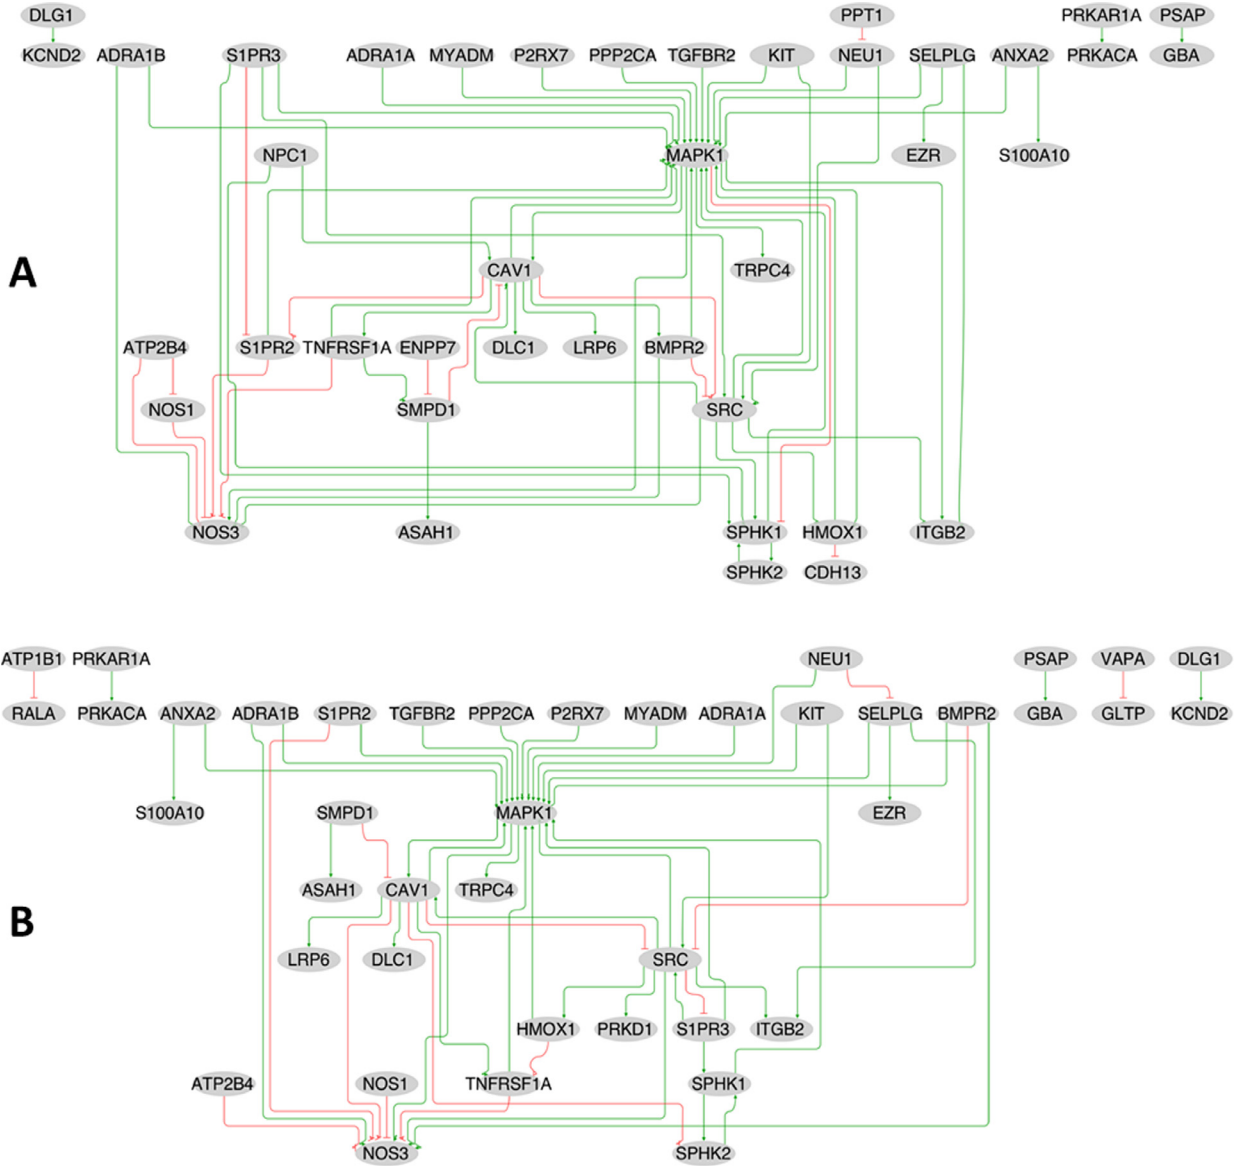 DLG1 PPT1 PRKAR1A PSAP
KCND2 ADRA1B S1PR3 ADRA1A MYADM P2RX7 PPP2CA TGFBR2 KIT NEU1 SELPLG ANXA2 PRKACA GBA
NPC1 MAPK1 EZR S100A10
A CAV1 TRPC4
ATP2B4 S1PR2 TNFRSF1A ENPP7 DLC1 LRP6 BMPR2
NOS1 SMPD1 SRC
NOS3 ASAH1 SPHK1 HMOX1 ITGB2
SPHK2 CDH13
ATP1B1 PRKAR1A NEU1 PSAP VAPA DLG1
RALA PRKACA ANXA2 ADRA1B S1PR2 TGFBR2 PPP2CA P2RX7 MYADM ADRA1A KIT SELPLG BMPR2 GBA GLTP KCND2
S100A10 SMPD1 MAPK1 EZR
ASAH1 CAV1 TRPC4
B
LRP6 DLC1 SRC
HMOX1 PRKD1 S1PR3 ITGB2
ATP2B4 NOS1 TNFRSF1A SPHK1
NOS3 SPHK2